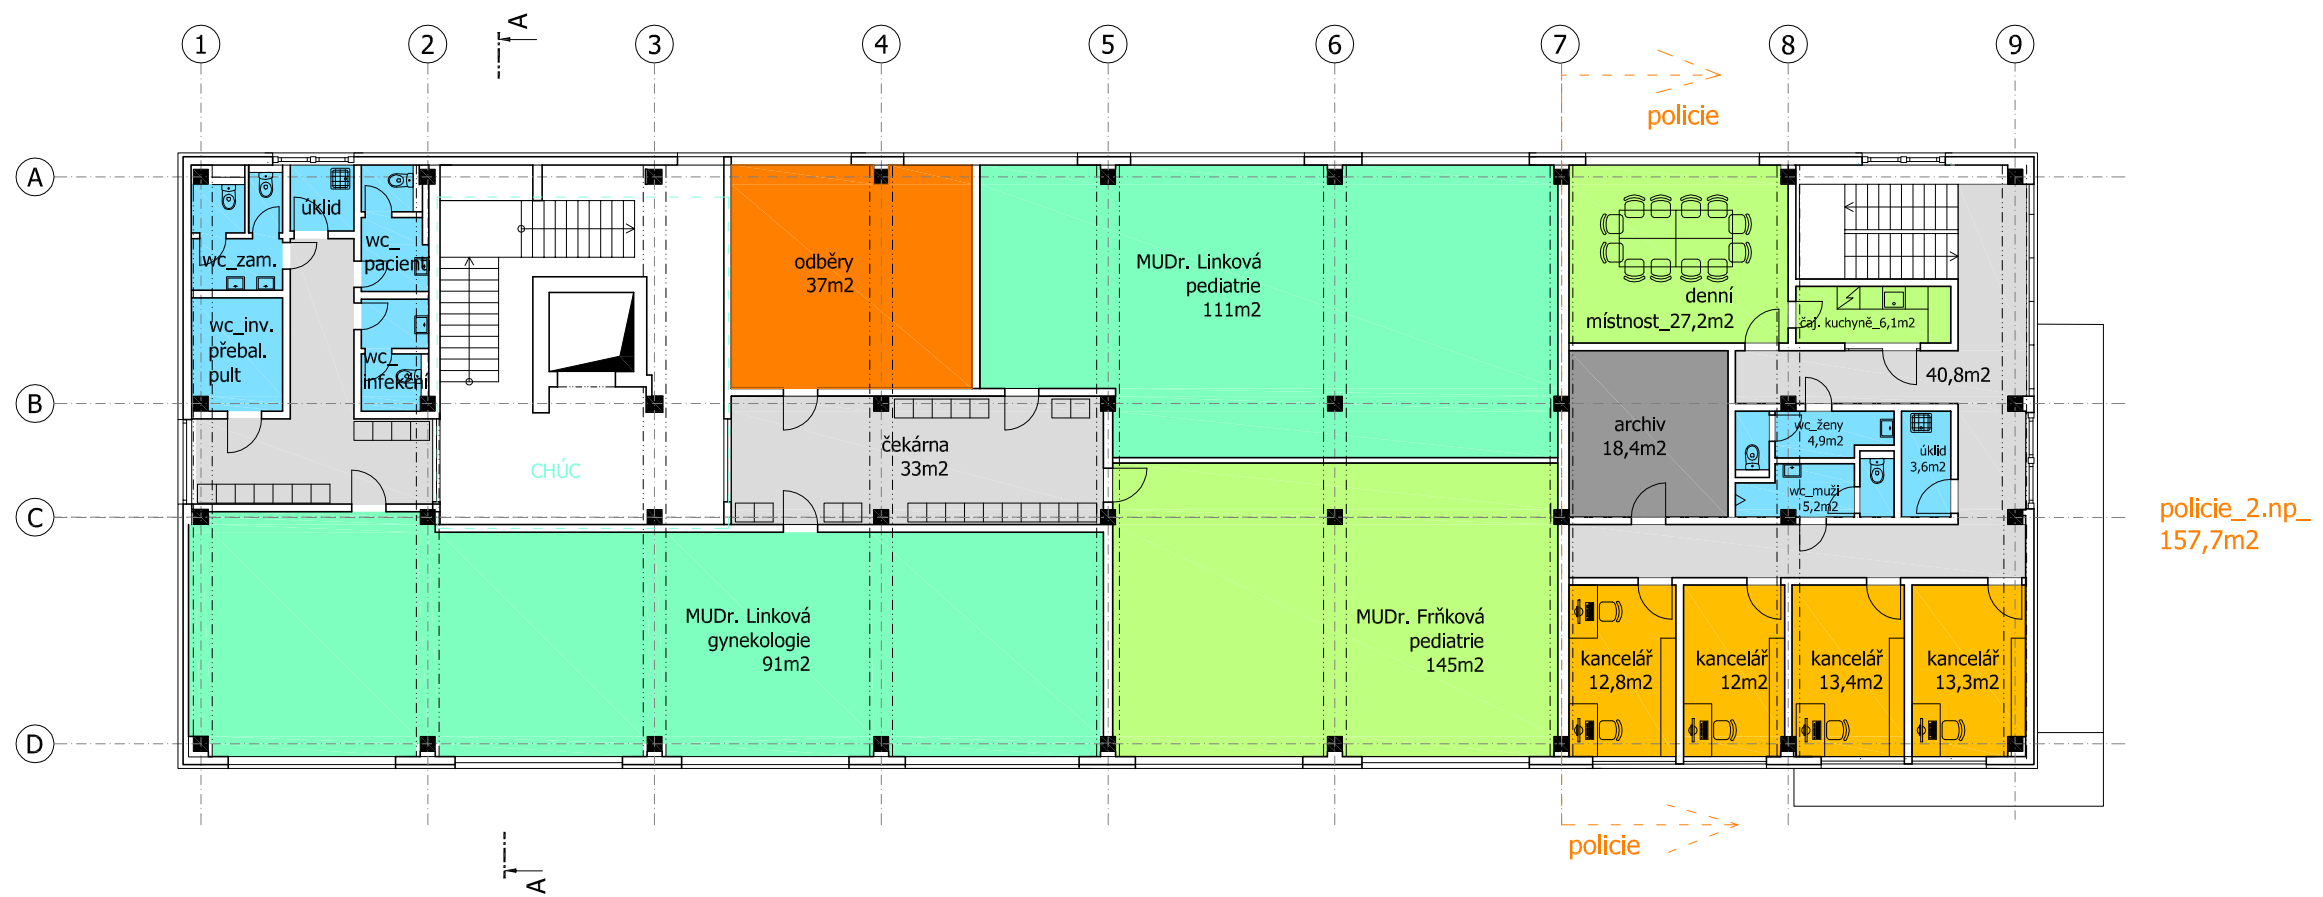 A
1
2
3
4
5
6
7
8
9
policie
A
B
C
D
úklid
wc_zam.
wc_
pacienti
wc_inv.
přebal.
pult
wc_
infekční
CHÚC
odběry
37m2
MUDr. Linková
pediatrie
111m2
denní
místnost_27,2m2
čaj. kuchyně_6,1m2
40,8m2
čekárna
33m2
archiv
18,4m2
wc_ženy
4,9m2
úklid
3,6m2
wc_muži
5,2m2
policie_2.np_
157,7m2
MUDr. Linková
gynekologie
91m2
MUDr. Frňková
pediatrie
145m2
kancelář
12,8m2
kancelář
12m2
kancelář
13,4m2
kancelář
13,3m2
policie
A